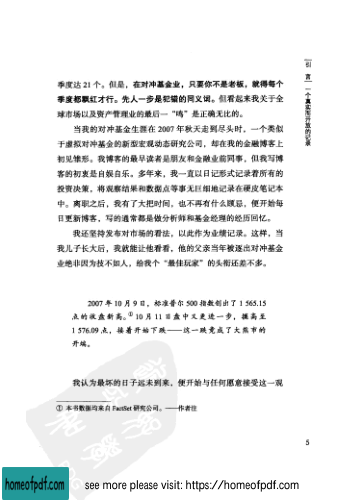 引 言 一个真实而开放的记录
季度达 21 个。但是，在对冲基金业，只要你不是老板，就得每个
季度都飘红才行。先人一步是犯错的同义词。但看起来我关于全
球市场以及资产管理业的最后一“鸣”是正确无比的。
当我的对冲基金生涯在 2007 年秋天走到尽头时，一个类
似于虚拟对冲基金的新型宏观动态研究公司，却在我的金融博客上
初见雏形。我博客的最早读者是朋友和金融业前同事，但我写博
客的初衷是自娱自乐。多年来，我一直以日记形式记录着所有的
投资决策，将观察结果和数据点等事无巨细地记录在硬皮笔记本
中。离职之后，我有了大把时间，也不再有什么顾忌，便开始每
日更新博客，写的通常都是做分析师和基金经理的经历回忆。
我还坚持发布对市场的看法，以此作为业绩记录。这样，当
我儿子长大后，我就能让他看看，他的父亲当年被逐出对冲基金
业绝非因为技不如人，给我个“最佳玩家”的头衔还差不多。
2007 年 10 月 9 日，标准普尔 500 指数创出了 1 565.15
点的收盘新高。① 10 月 11 日盘中又更进一步，摸高至
1 576.09 点，接着开始下跌——这一跌竟成了大熊市的
开端。
我认为最坏的日子远未到来，便开始与任何愿意接受这一观
① 本书数据均来自 FactSet 研究公司。——作者注
5
homeofpdf.com
see more please visit: https://homeofpdf.com